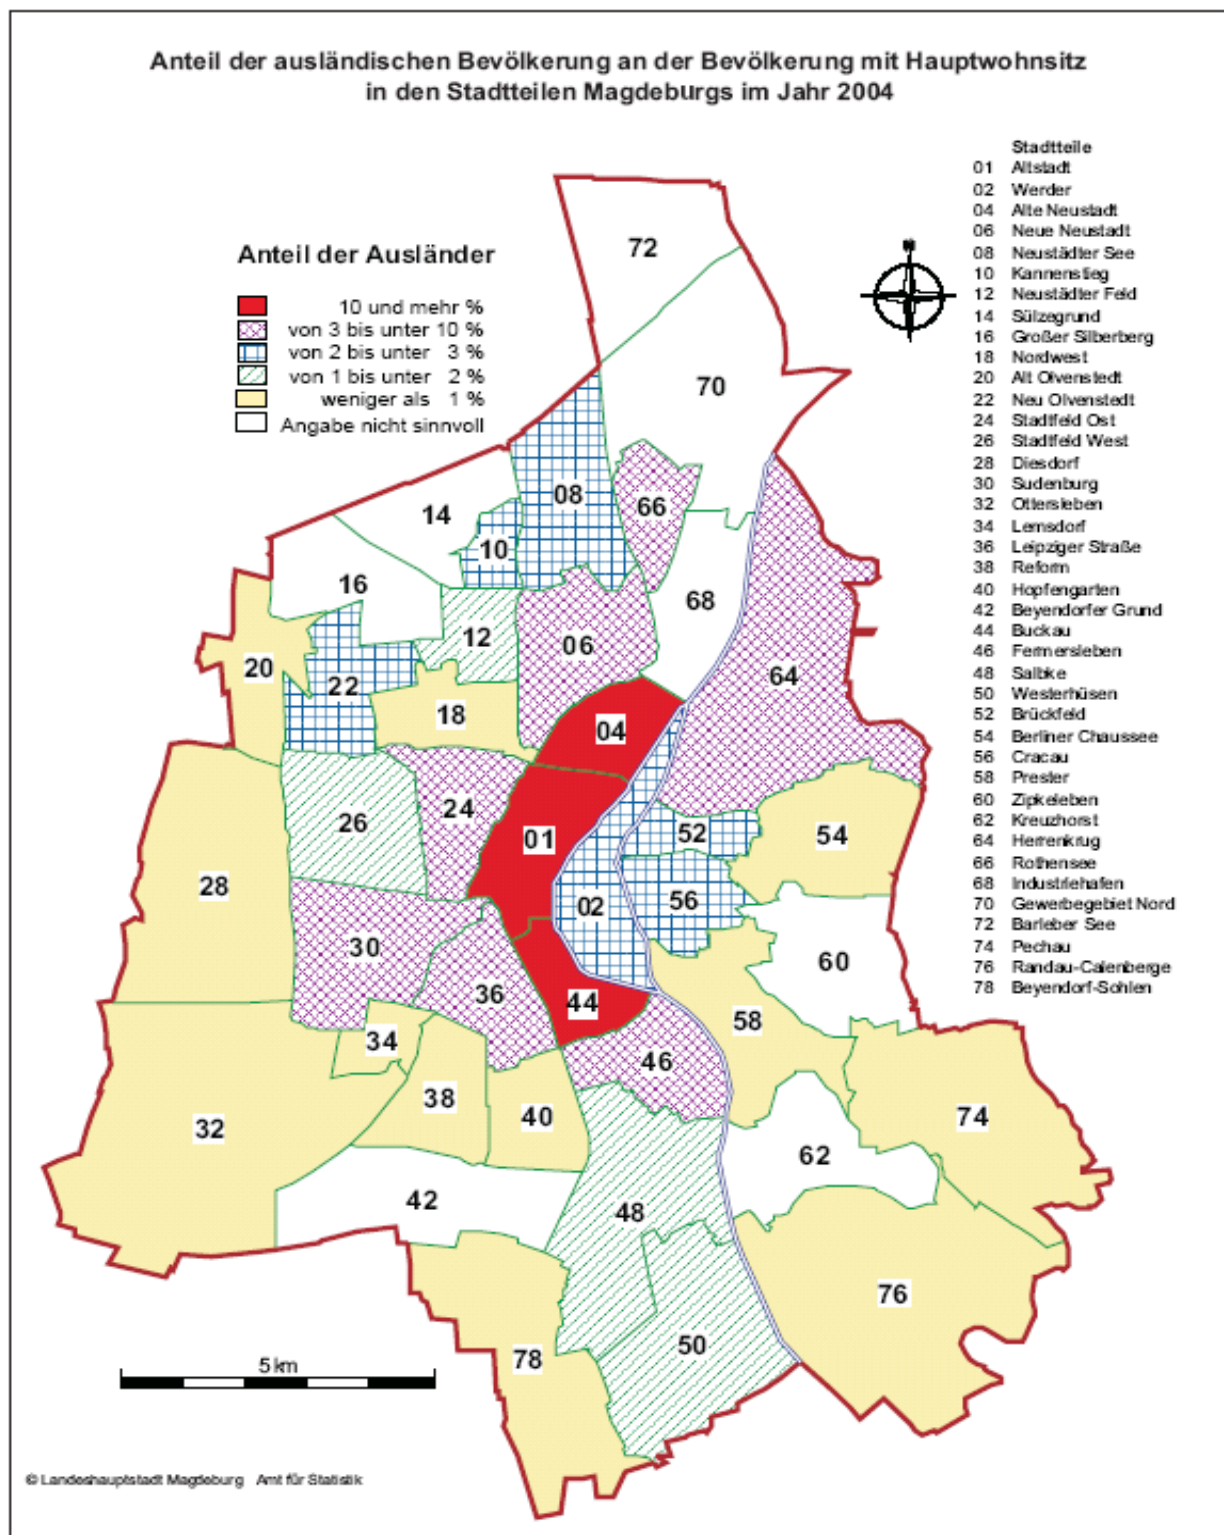 Anteil der ausländischen Bevölkerung an der Bevölkerung mit Hauptwohnsitz
in den Stadtteilen Magdeburgs im Jahr 2004
Stadtteile
01 Altstadt
02 Werder
04 Alte Neustadt
06 Neue Neustadt
08 Neustädter See
10 Kannenstieg
12 Neustädter Feld
14 Sülzegrund
16 Großer Silberberg
18 Nordwest
20 Alt Olvenstedt
22 Neu Olvenstedt
24 Stadtfeld Ost
26 Stadtfeld West
28 Diesdorf
30 Sudenburg
32 Ottersleben
34 Lemsdorf
36 Leipziger Straße
38 Reform
40 Hopfengarten
42 Beyendorfer Grund
44 Buckau
46 Fermersleben
48 Salbke
50 Westerhüsen
52 Brückfeld
54 Berliner Chaussee
56 Cracau
58 Prester
60 Zipkeleben
62 Kreuzhorst
64 Herrenkrug
66 Rothensee
68 Industriehafen
70 Gewerbegebiet Nord
72 Barleber See
74 Pechau
76 Randau-Calenberge
78 Beyendorf-Sohlen
Anteil der Ausländer
10 und mehr %
von 3 bis unter 10 %
von 2 bis unter 3 %
von 1 bis unter 2 %
weniger als 1 %
Angabe nicht sinnvoll
N
72
70
08
66
14
10
16
68
12
06
20
22
64
18
04
24
26
01
52
54
28
02
56
30
60
36
44
58
34
46
38
40
74
32
62
42
48
76
50
78
5 km
© Landeshauptstadt Magdeburg Amt für Statistik